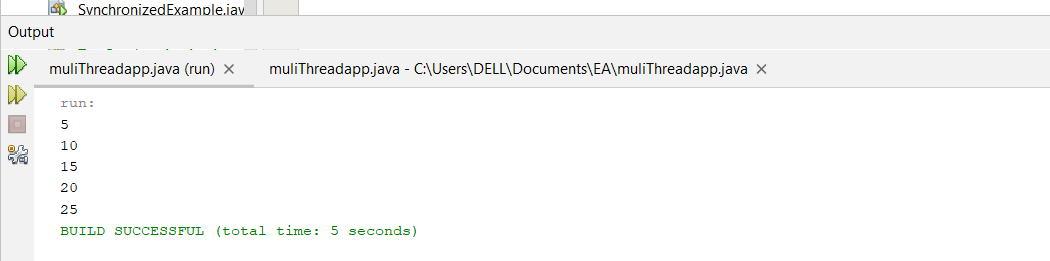 SynchronizedExample.jav
Output
muliThreadapp.java (run) × muliThreadapp.java - C:\Users\DELL\Documents\EA\muliThreadapp.java ×
run:
5
10
15
20
25
BUILD SUCCESSFUL (total time: 5 seconds)